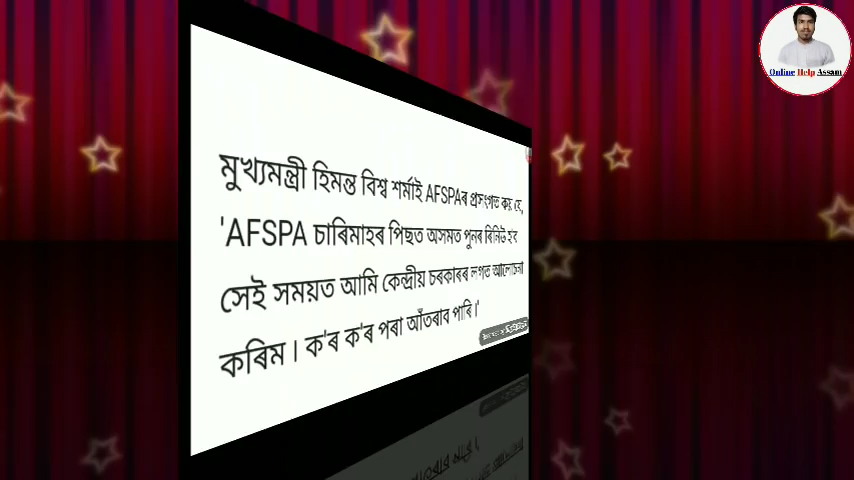 মুখ্যমন্ত্ৰী হিমন্ত বিশ্ব শৰ্মাই AFSPAৰ প্ৰসংগত কয় যে,
'AFSPA চাৰিমাহৰ পিছত অসমত পুনৰ ৰিনিউ হ'ব
সেই সময়ত আমি কেন্দ্ৰীয় চৰকাৰৰ লগত আলোচনা
কৰিম। ক'ৰ ক'ৰ পৰা আঁতৰাব পাৰি।'
Online Help Assam